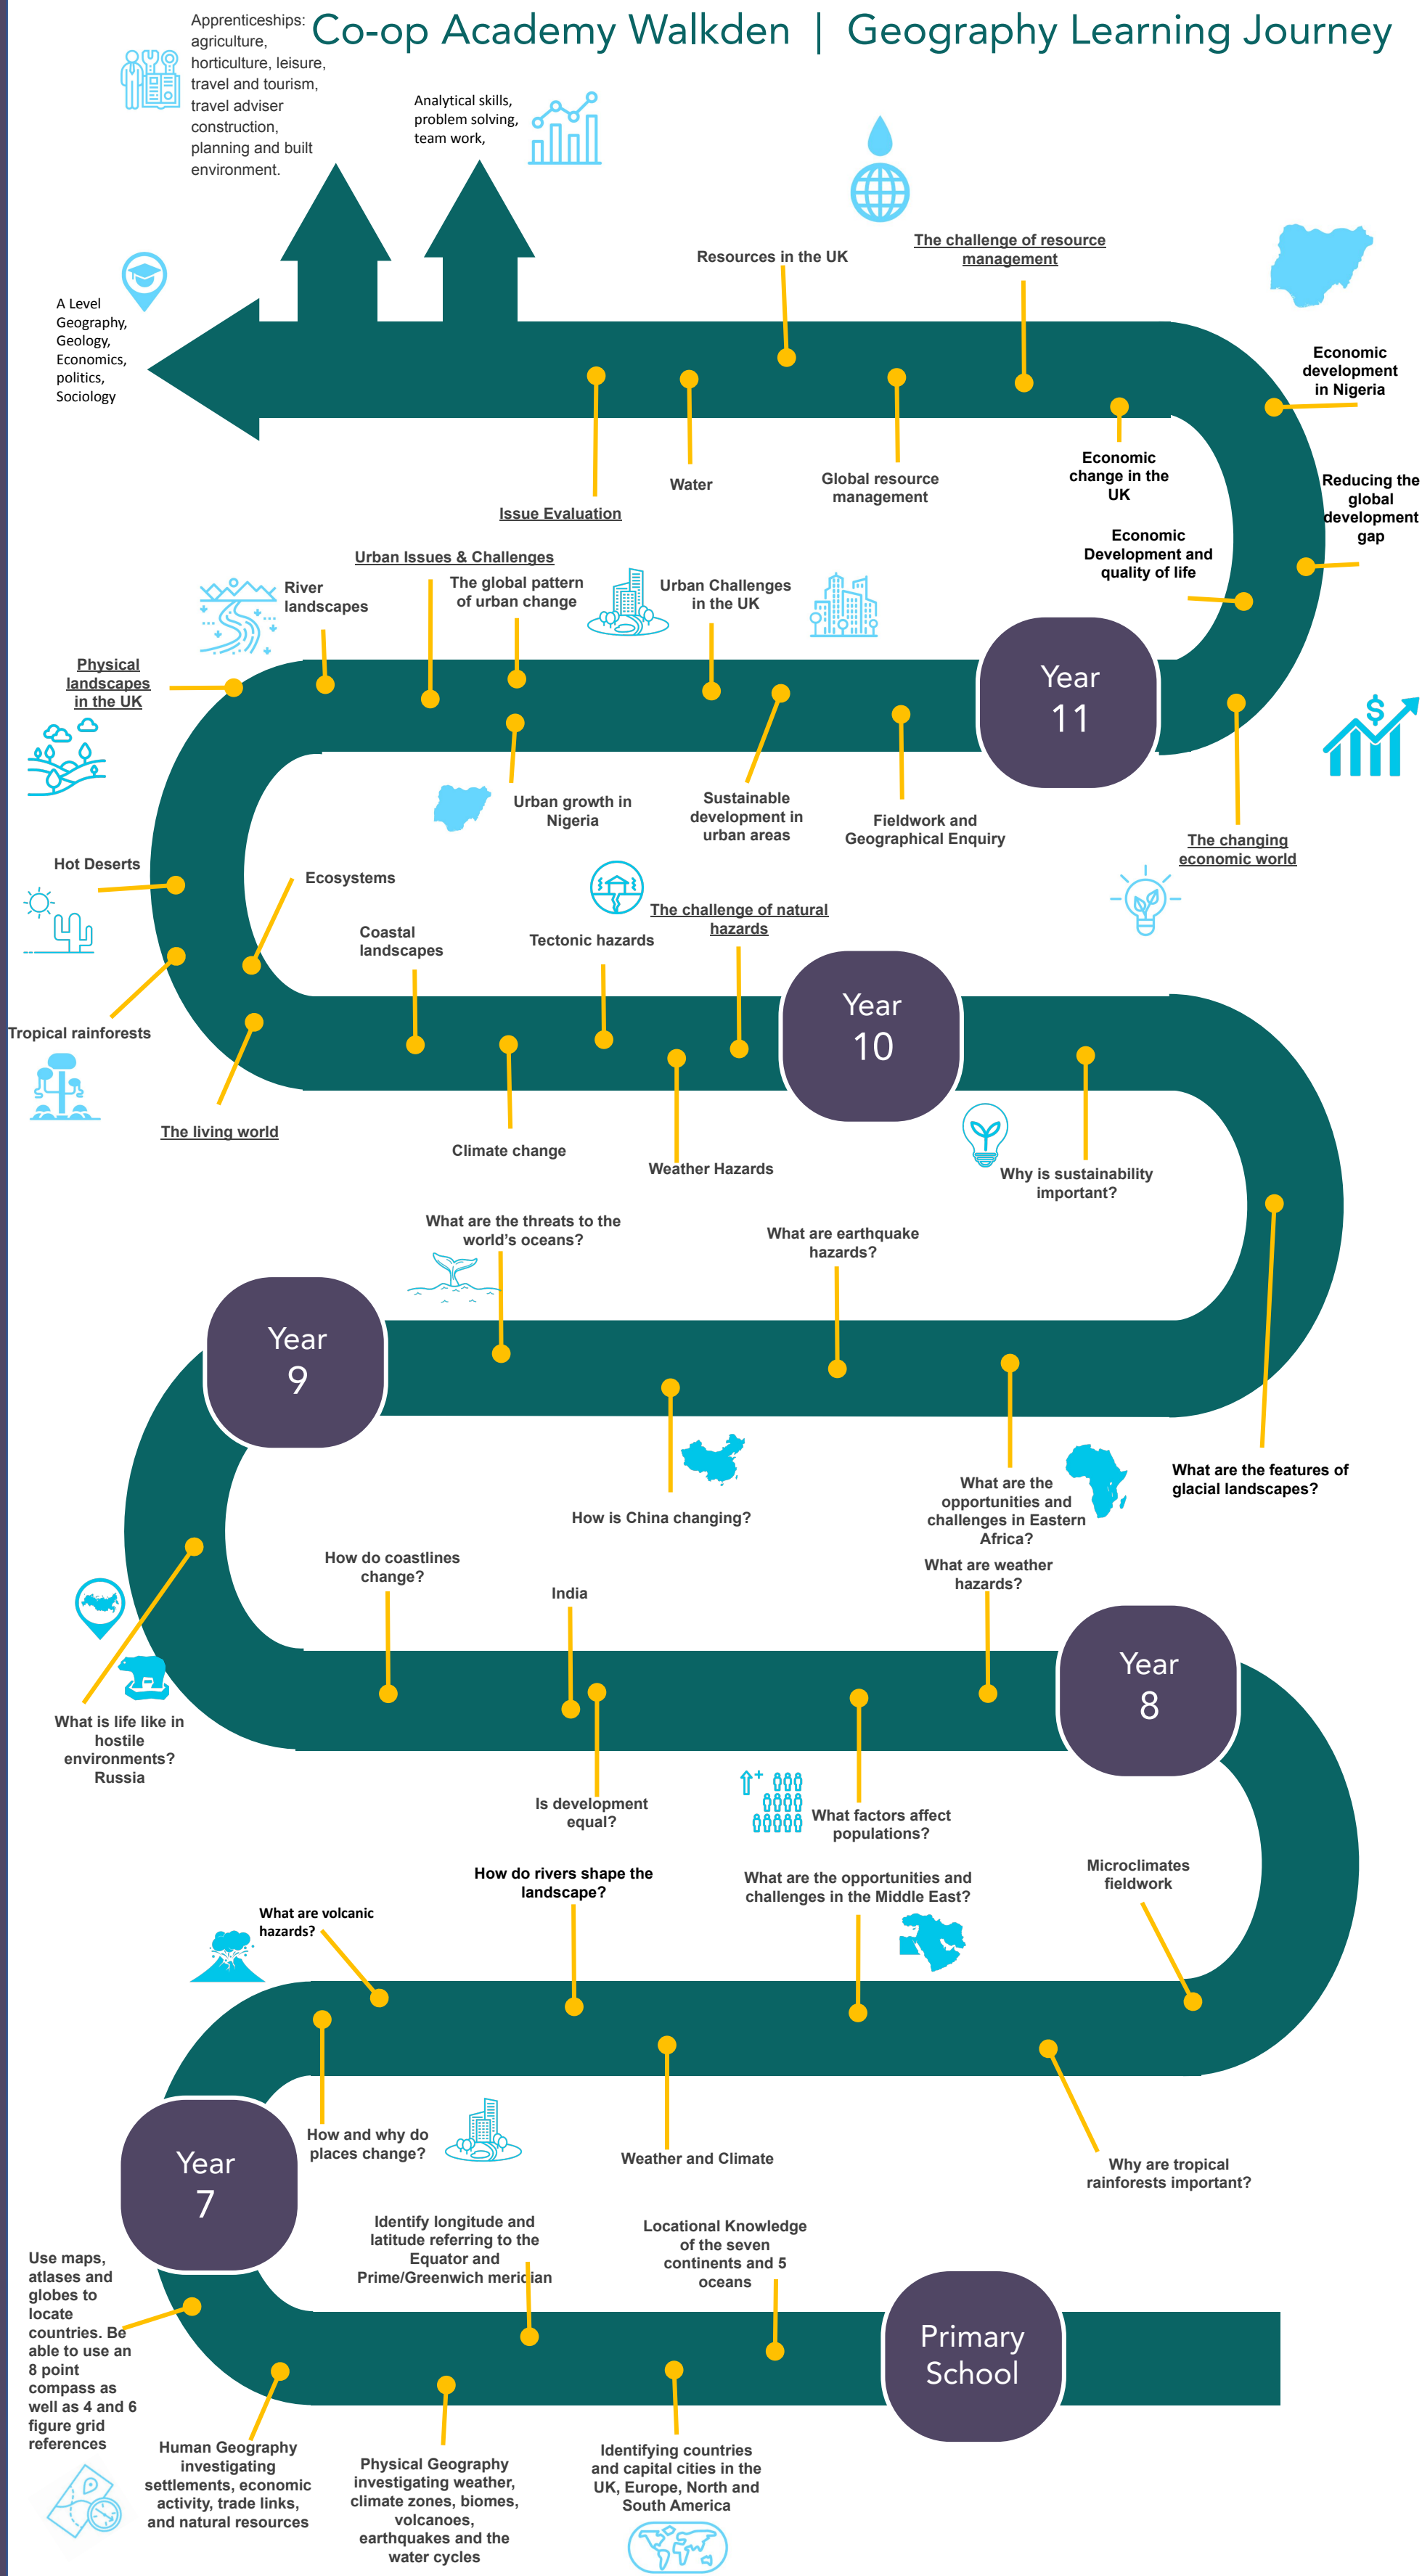 Co-op Academy Walkden | Geography Learning Journey
Apprenticeships:
agriculture,
horticulture, leisure,
travel and tourism,
travel adviser
construction,
planning and built
environment.
Analytical skills,
problem solving,
team work,
A Level
Geography,
Geology,
Economics,
politics,
Sociology
Resources in the UK
The challenge of resource
management
Economic
development
in Nigeria
Issue Evaluation
Water
Global resource
management
Economic
change in the
UK
Reducing the
global
development
gap
Economic
Development and
quality of life
Urban Issues & Challenges
River
landscapes
The global pattern
of urban change
Urban Challenges
in the UK
Physical
landscapes
in the UK
Year
11
Urban growth in
Nigeria
Sustainable
development in
urban areas
Fieldwork and
Geographical Enquiry
The changing
economic world
$
Hot Deserts
Ecosystems
Coastal
landscapes
Tectonic hazards
The challenge of natural
hazards
Year
10
Tropical rainforests
The living world
Climate change
Weather Hazards
Why is sustainability
important?
What are the threats to the
world's oceans?
What are earthquake
hazards?
Year
9
How is China changing?
What are the
opportunities and
challenges in Eastern
Africa?
What are the features of
glacial landscapes?
How do coastlines
change?
India
What are weather
hazards?
Year
8
What is life like in
hostile
environments?
Russia
Is development
equal?
What factors affect
populations?
What are volcanic
hazards?
How do rivers shape the
landscape?
What are the opportunities and
challenges in the Middle East?
Microclimates
fieldwork
Year
7
How and why do
places change?
Weather and Climate
Why are tropical
rainforests important?
Use maps,
atlases and
globes to
locate
countries. Be
able to use an
8 point
compass as
well as 4 and 6
figure grid
references
Identify longitude and
latitude referring to the
Equator and
Prime/Greenwich meridian
Locational Knowledge
of the seven
continents and 5
oceans
Primary
School
Human Geography
investigating
settlements, economic
activity, trade links,
and natural resources
Physical Geography
investigating weather,
climate zones, biomes,
volcanoes,
earthquakes and the
water cycles
Identifying countries
and capital cities in the
UK, Europe, North and
South America